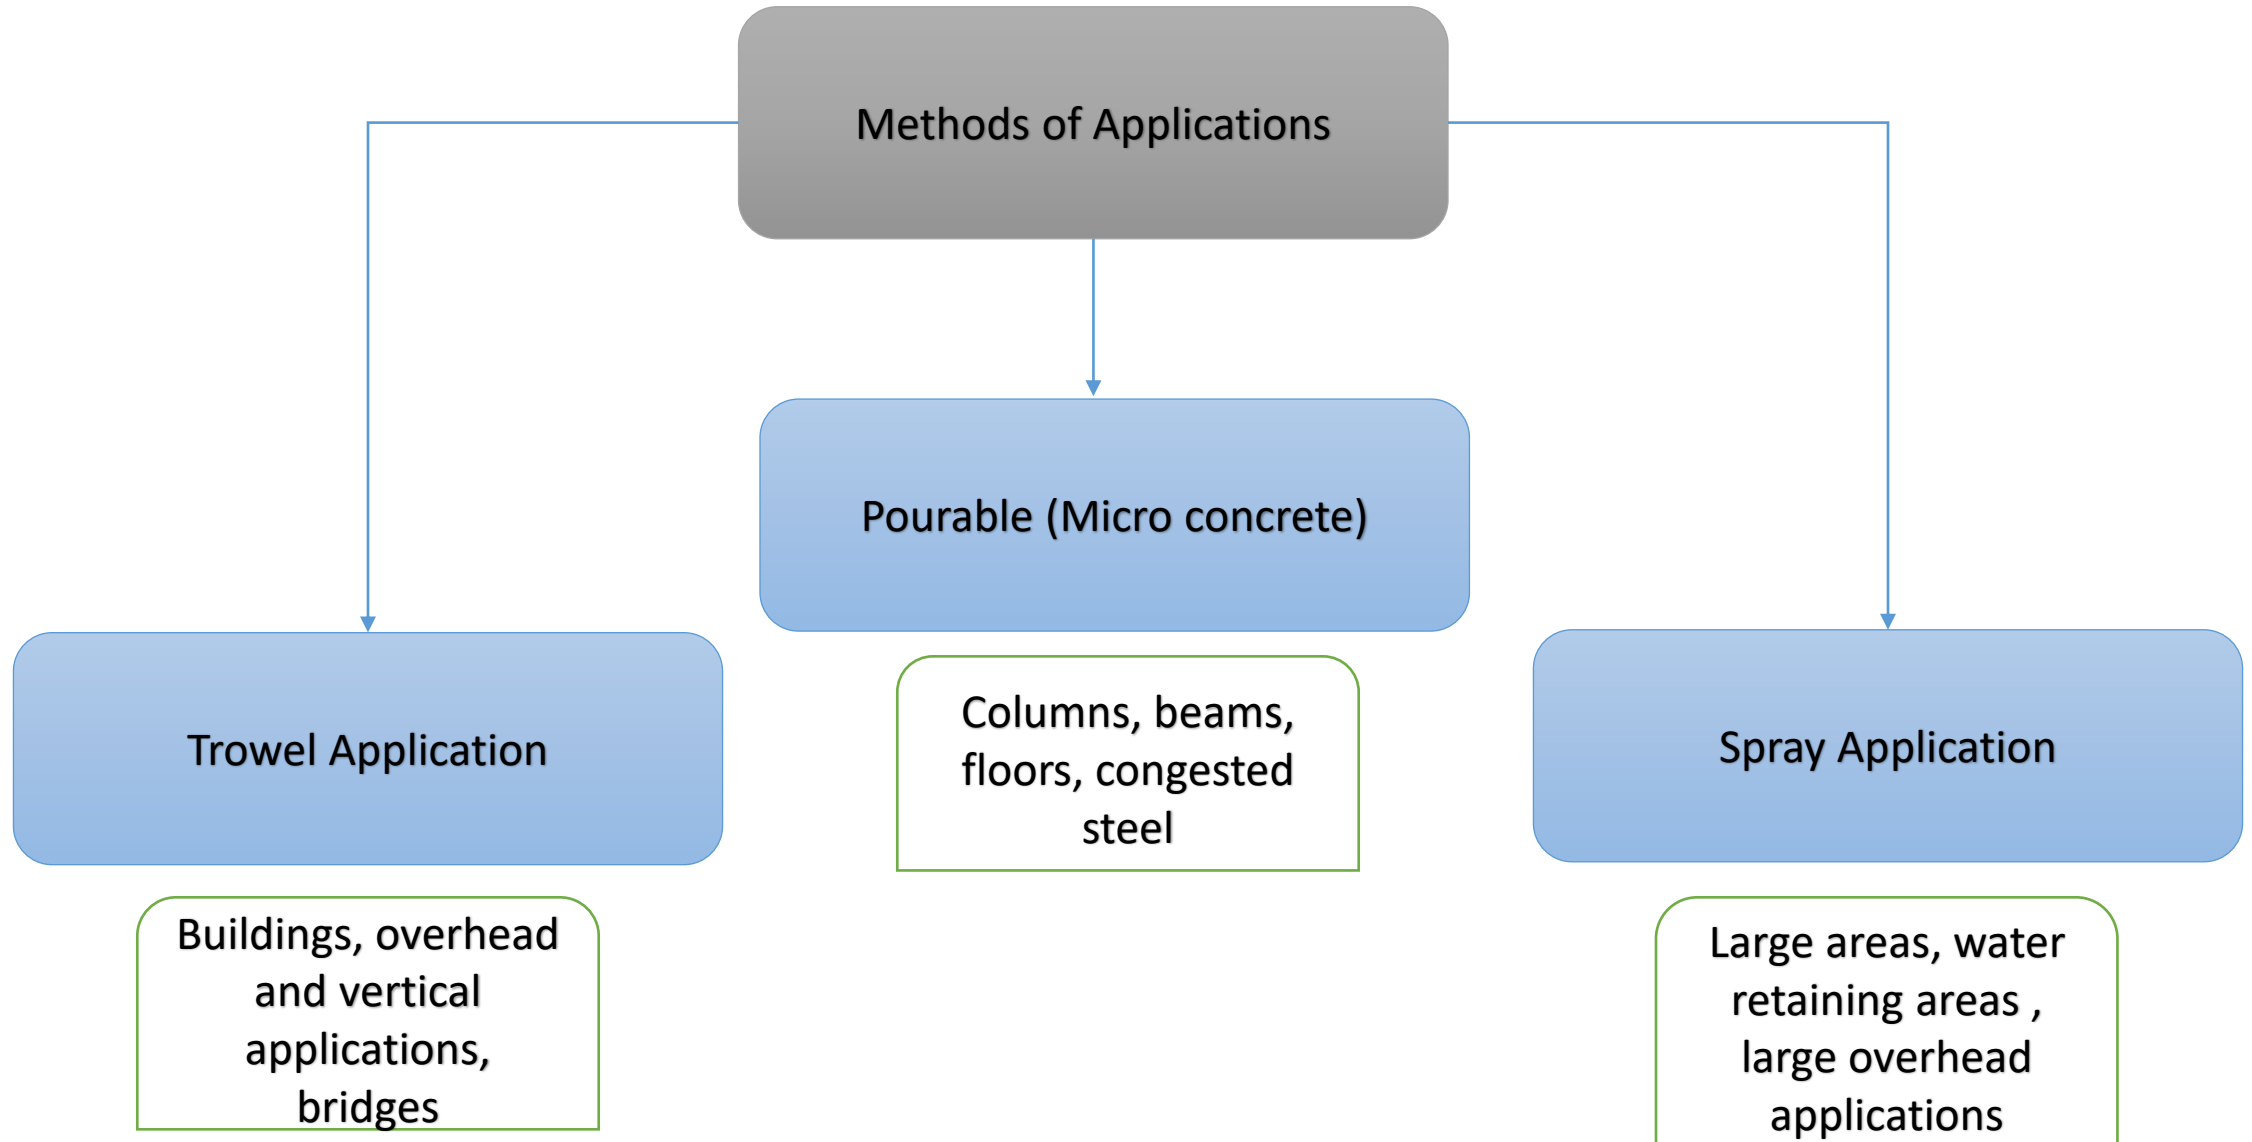 Methods of Applications
Pourable (Micro concrete)
Columns, beams,
floors, congested
steel
Trowel Application
Buildings, overhead
and vertical
applications,
bridges
Spray Application
Large areas, water
retaining areas ,
large overhead
applications